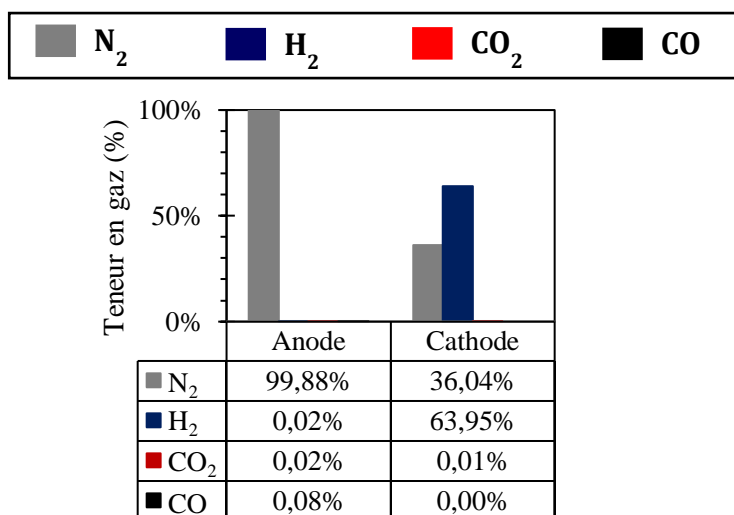 N₂ H₂ CO₂ CO
Teneur en gaz (%)
100%
50%
0%
Anode Cathode
N₂ 99,88% 36,04%
H₂ 0,02% 63,95%
CO₂ 0,02% 0,01%
CO 0,08% 0,00%